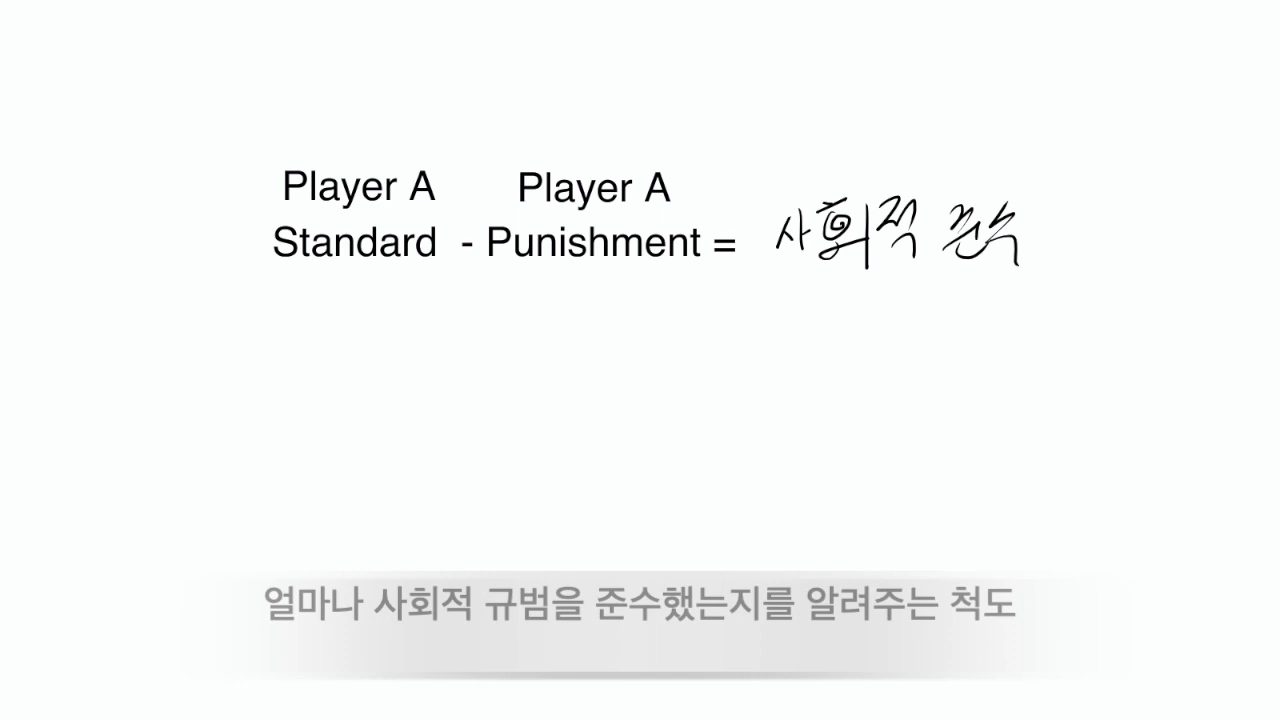 Player A Player A
Standard - Punishment = 사회적 준수
얼마나 사회적 규범을 준수했는지를 알려주는 척도